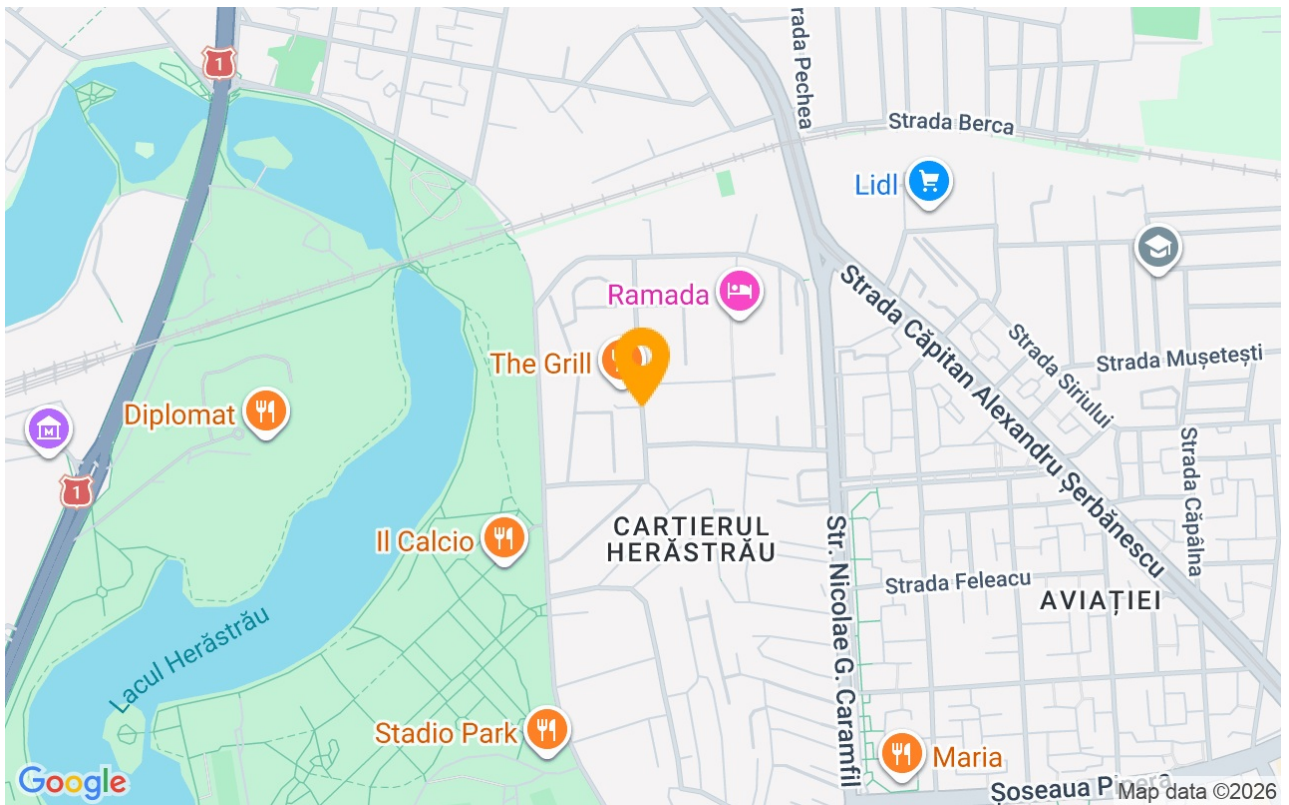 1
Strada Pechea
Strada Berca
Lidl
Ramada
Strada Căpitan Alexandru Șerbănescu
Strada Siriului
Strada Mușetești
The Grill
Diplomat
M
1
Strada Căpâlna
Il Calcio
CARTIERUL
HERĂSTRĂU
Str. Nicolae G. Caramfil
Strada Feleacu
AVIAȚIEI
Lacul Herăstrău
Stadio Park
Maria
Google
Șoseaua
Map data ©2026